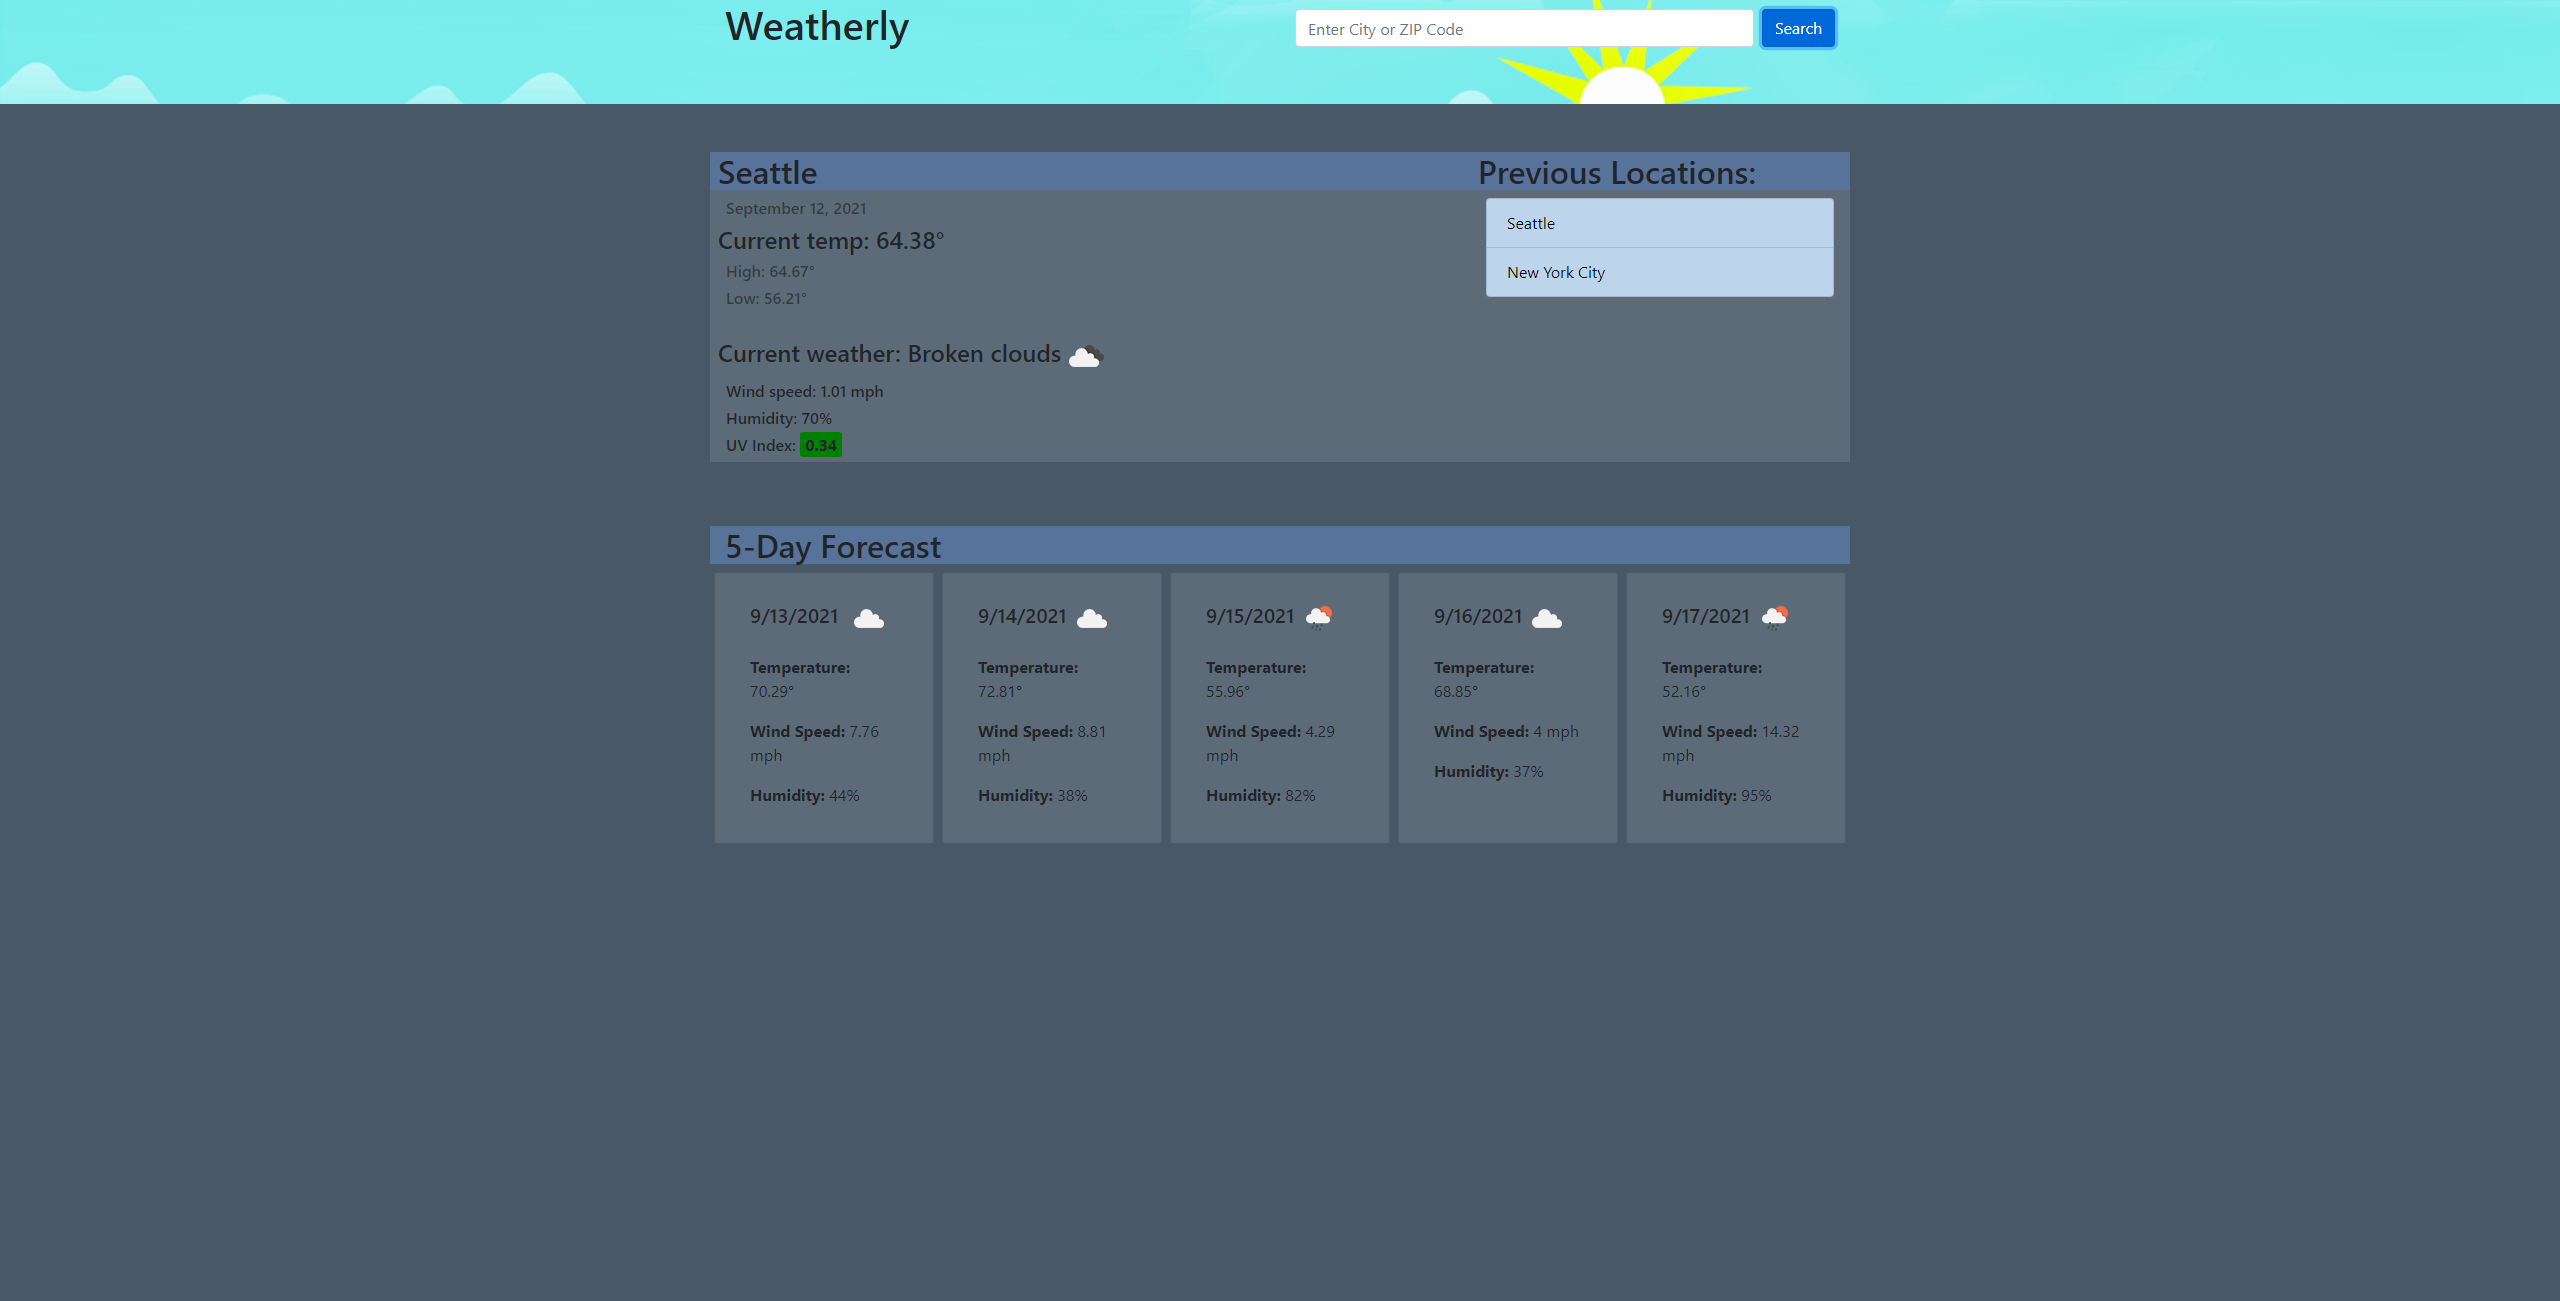 Weatherly
Enter City or ZIP Code
Search
Seattle
September 12, 2021
Current temp: 64.38°
High: 64.67°
Low: 56.21°
Current weather: Broken clouds
Wind speed: 1.01 mph
Humidity: 70%
UV Index: 0.34
Previous Locations:
Seattle
New York City
5-Day Forecast
9/13/2021
Temperature:
70.29°
Wind Speed: 7.76
mph
Humidity: 44%
9/14/2021
Temperature:
72.81°
Wind Speed: 8.81
mph
Humidity: 38%
9/15/2021
Temperature:
55.96°
Wind Speed: 4.29
mph
Humidity: 82%
9/16/2021
Temperature:
68.85°
Wind Speed: 4 mph
Humidity: 37%
9/17/2021
Temperature:
52.16°
Wind Speed: 14.32
mph
Humidity: 95%